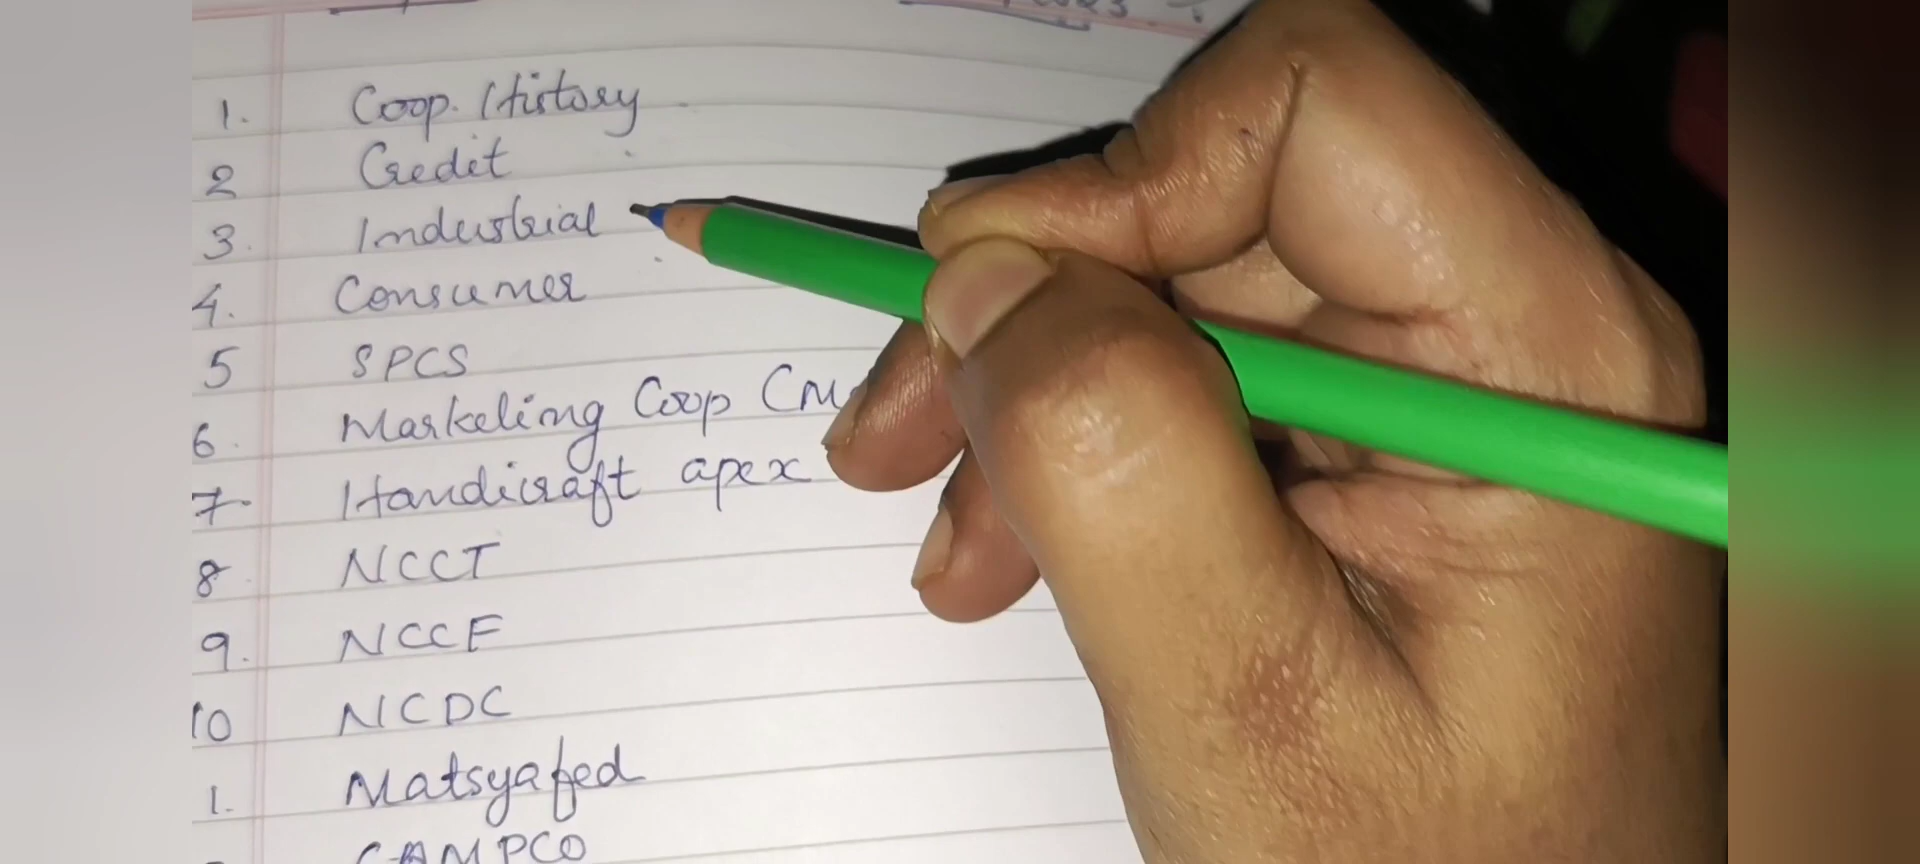 1. Coop. History
2 Credit
3. Industrial
4. Consumer
5 SPCS
6. Marketing Coop (M
7. Handicraft apex
8 NCCT
9. NCCF
10 NCDC
1. Matsyafed
CAMPCO